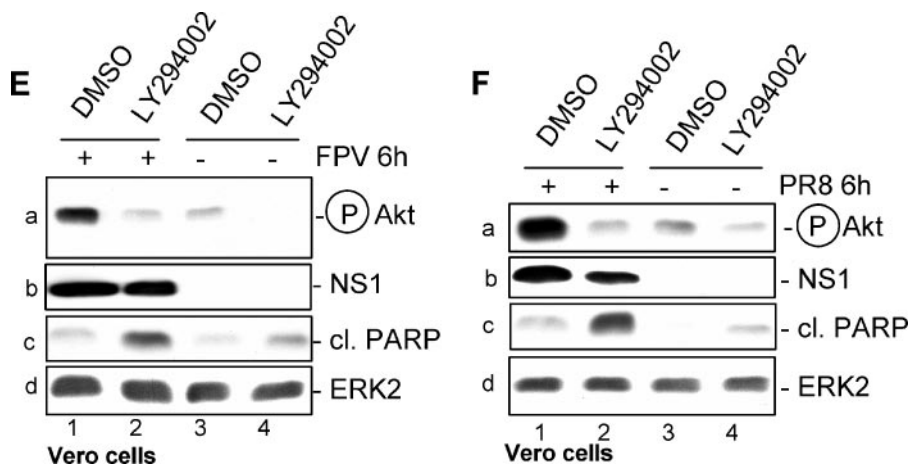 E
DMSO LY294002 DMSO LY294002
+ + - - FPV 6h
a - P Akt
b - NS1
c - cl. PARP
d - ERK2
1 2 3 4
Vero cells
F
DMSO LY294002 DMSO LY294002
+ + - - PR8 6h
a - P Akt
b - NS1
c - cl. PARP
d - ERK2
1 2 3 4
Vero cells